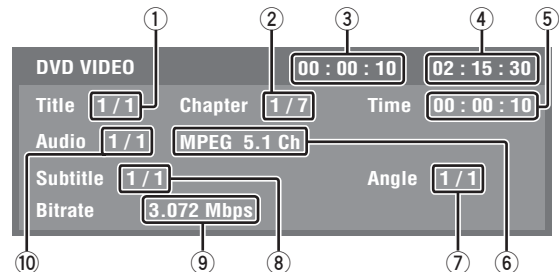 ① ② ③ ④ ⑤
DVD VIDEO 00 : 00 : 10 02 : 15 : 30
Title 1 / 1 Chapter 1 / 7 Time 00 : 00 : 10
Audio 1 / 1 MPEG 5.1 Ch
Subtitle 1 / 1 Angle 1 / 1
Bitrate 3.072 Mbps
⑩ ⑨ ⑧ ⑦ ⑥